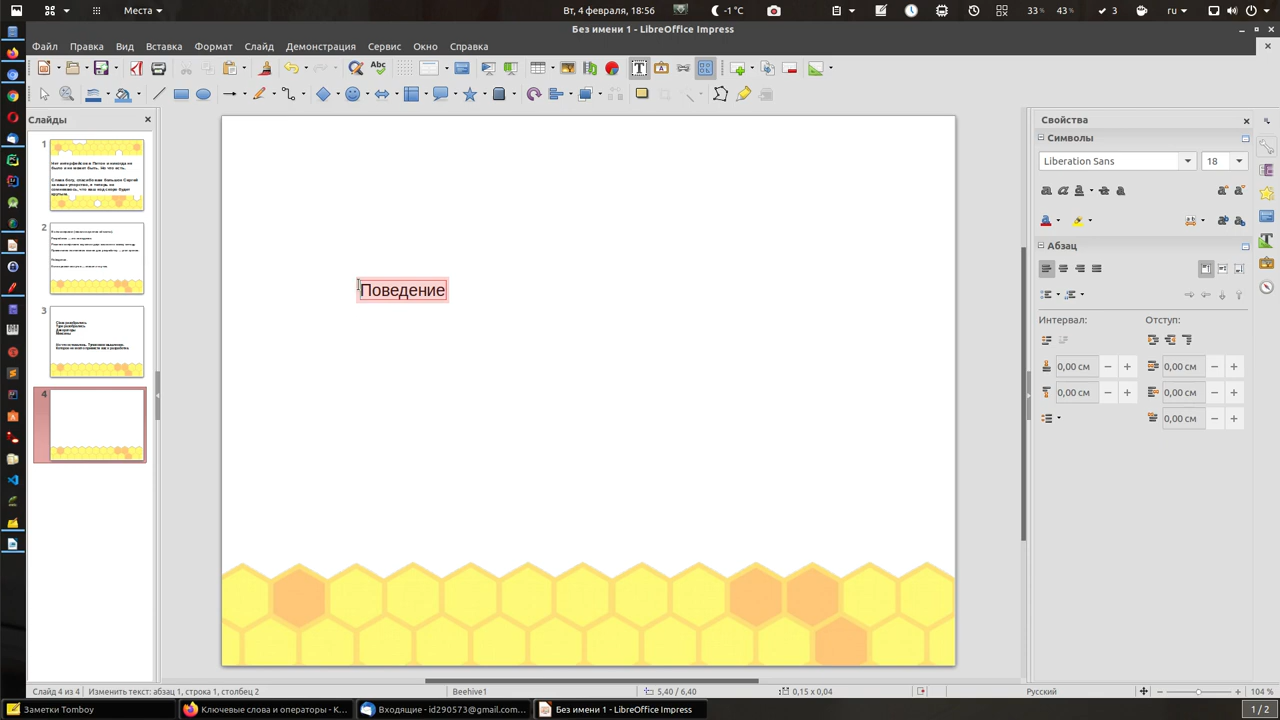 Места
Вт, 4 февраля, 18:56
-1 °C
33%
43%
3
ru
Без имени 1 - LibreOffice Impress
Файл Правка Вид Вставка Формат Слайд Демонстрация Сервис Окно Справка
Слайды
Свойства
1
Символы
Liberation Sans
18
2
Абзац
Поведение
3
Интервал: Отступ:
0,00 см
0,00 см
0,00 см
0,00 см
0,00 см
4
Слайд 4 из 4
Изменить текст: абзац 1, строка 1, столбец 2
Beehive1
5,40 / 6,40
0,15 x 0,04
Русский
104 %
Заметки Tomboy
Ключевые слова и операторы - K...
Входящие - id290573@gmail.com...
Без имени 1 - LibreOffice Impress
1 / 2